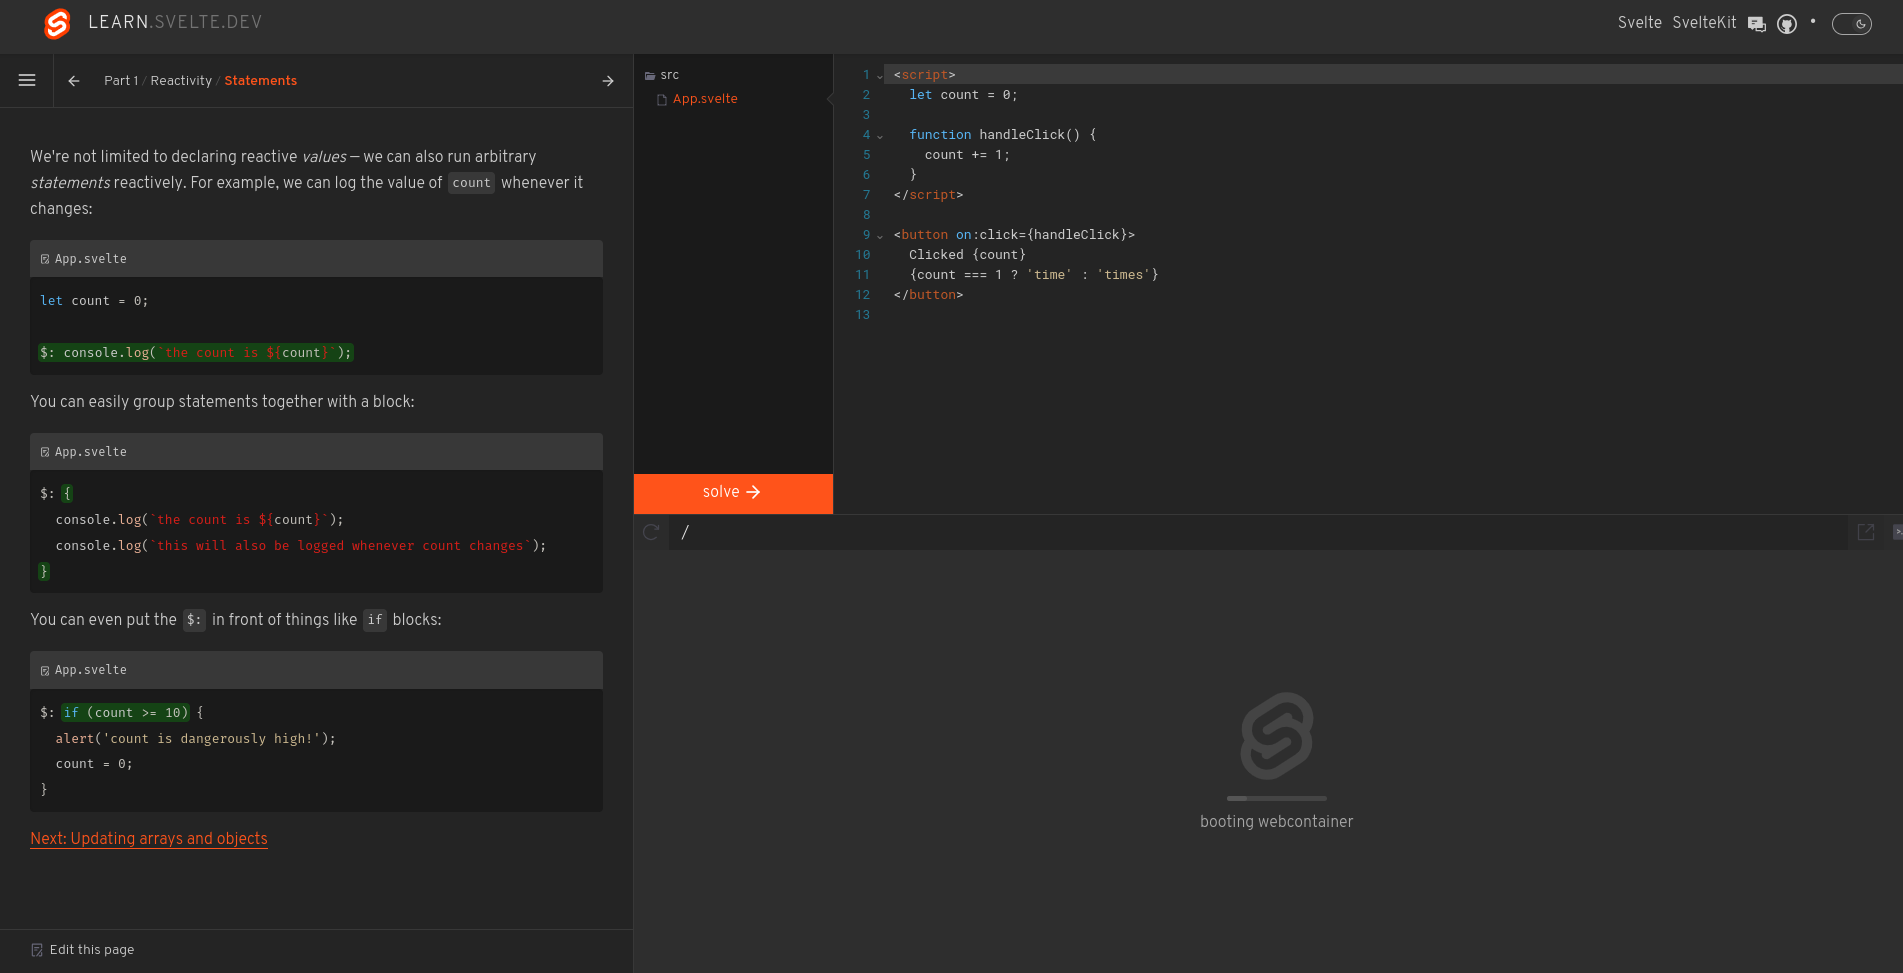 LEARN.SVELTE.DEV
Svelte SvelteKit
Part 1 / Reactivity / Statements
We're not limited to declaring reactive values — we can also run arbitrary
statements reactively. For example, we can log the value of count whenever it
changes:
App.svelte
let count = 0;
$: console.log(`the count is ${count}`);
You can easily group statements together with a block:
App.svelte
$: {
console.log(`the count is ${count}`);
console.log(`this will also be logged whenever count changes`);
}
You can even put the $: in front of things like if blocks:
App.svelte
$: if (count >= 10) {
alert('count is dangerously high!');
count = 0;
}
Next: Updating arrays and objects
Edit this page
src
App.svelte
solve
1 <script>
2 let count = 0;
3
4 function handleClick() {
5 count += 1;
6 }
7 </script>
8
9 <button on:click={handleClick}>
10 Clicked {count}
11 {count === 1 ? 'time' : 'times'}
12 </button>
13
/
booting webcontainer